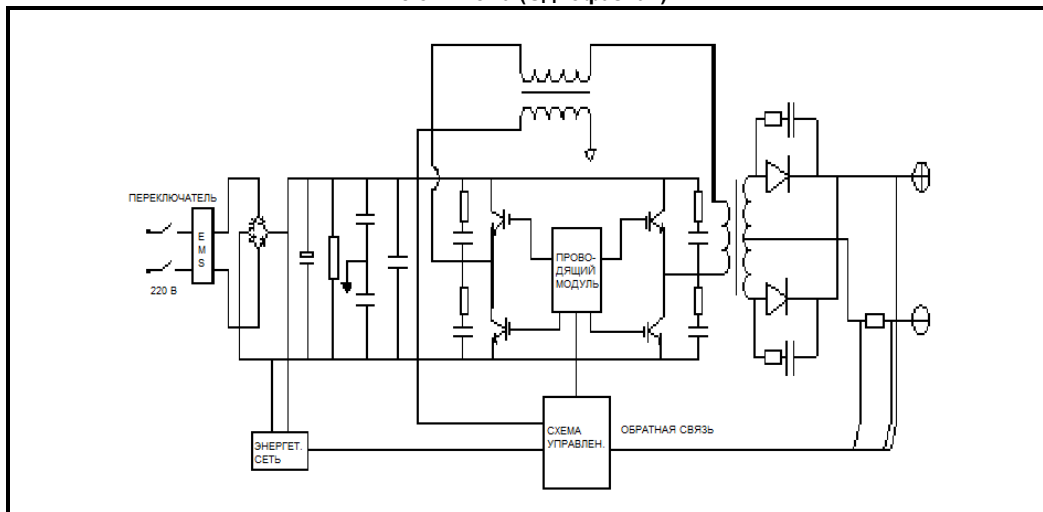 ПЕРЕКЛЮЧАТЕЛЬ
E
M
S
220 В
ПРОВО-
ДЯЩИЙ
МОДУЛЬ
ЭНЕРГЕТ.
СЕТЬ
СХЕМА
УПРАВЛЕН.
ОБРАТНАЯ СВЯЗЬ